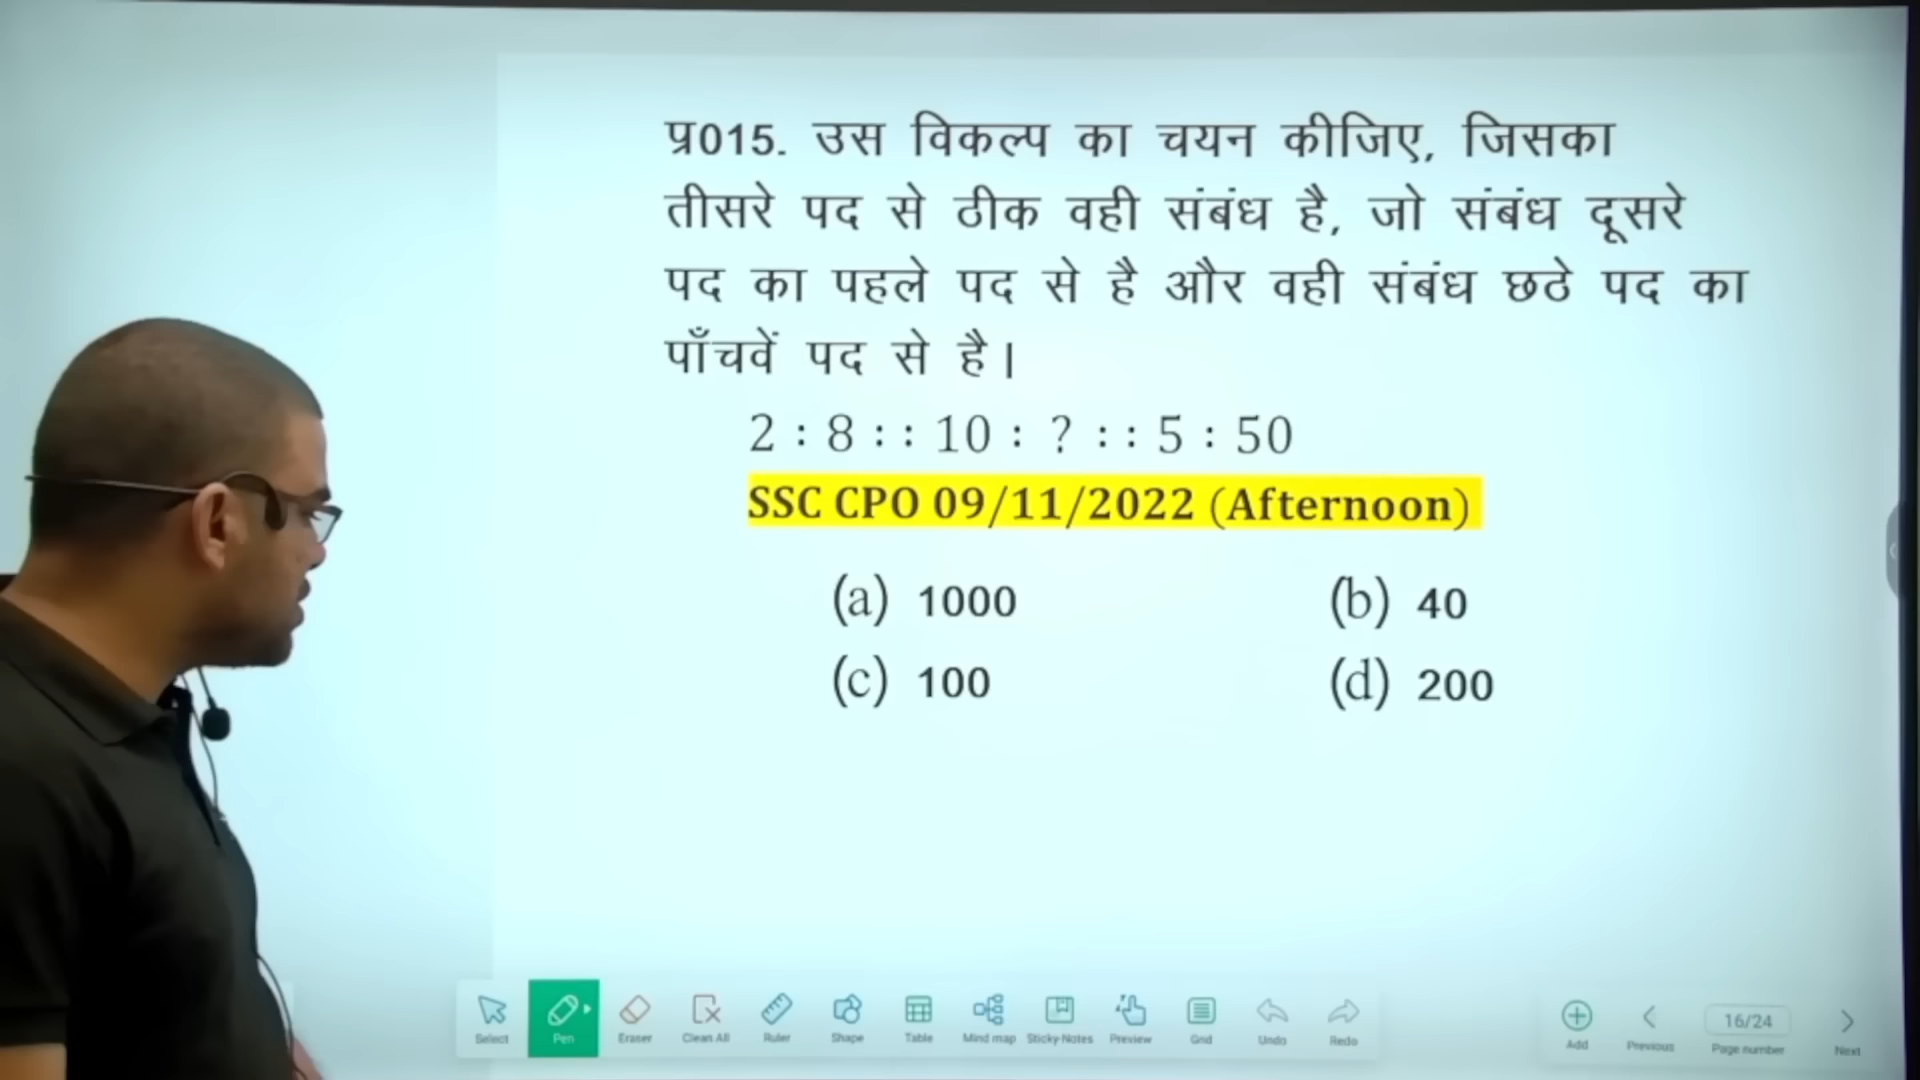 प्र015. उस विकल्प का चयन कीजिए, जिसका
तीसरे पद से ठीक वही संबंध है, जो संबंध दूसरे
पद का पहले पद से है और वही संबंध छठे पद का
पाँचवें पद से है।
2 : 8 : : 10 : ? : : 5 : 50
SSC CPO 09/11/2022 (Afternoon)
(a) 1000 (b) 40
(c) 100 (d) 200
Select Pen Eraser Clean All Ruler Shape Table Mind map Sticky-Notes Preview Grid Undo Redo Add Previous 16/24 Page number Next